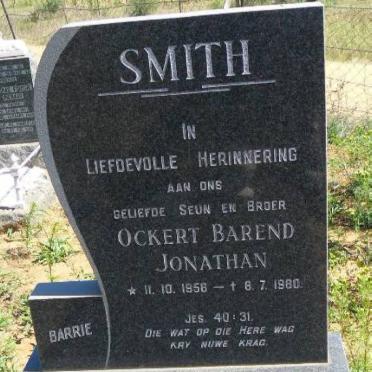 SMITH
IN
LIEFDEVOLLE HERINNERING
AAN ONS
GELIEFDE SEUN EN BROER
OCKERT BAREND
JONATHAN
★ 11. 10. 1956 — † 6. 7. 1980.
JES. 40:31.
DIE WAT OP DIE HERE WAG
KRY NUWE KRAG.
BARRIE